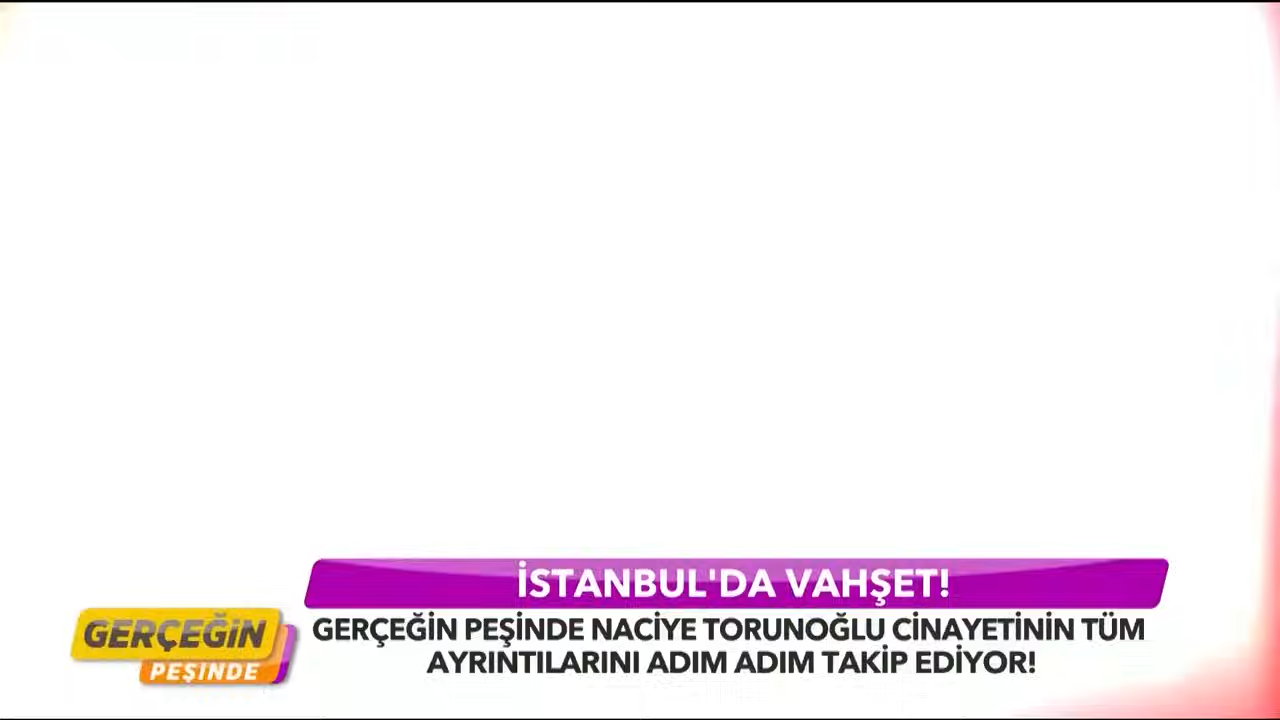 İSTANBUL'DA VAHŞET!
GERÇEĞİN PEŞİNDE NACİYE TORUNOĞLU CİNAYETİNİN TÜM
AYRINTILARINI ADIM ADIM TAKİP EDİYOR!
GERÇEĞİN
PEŞİNDE